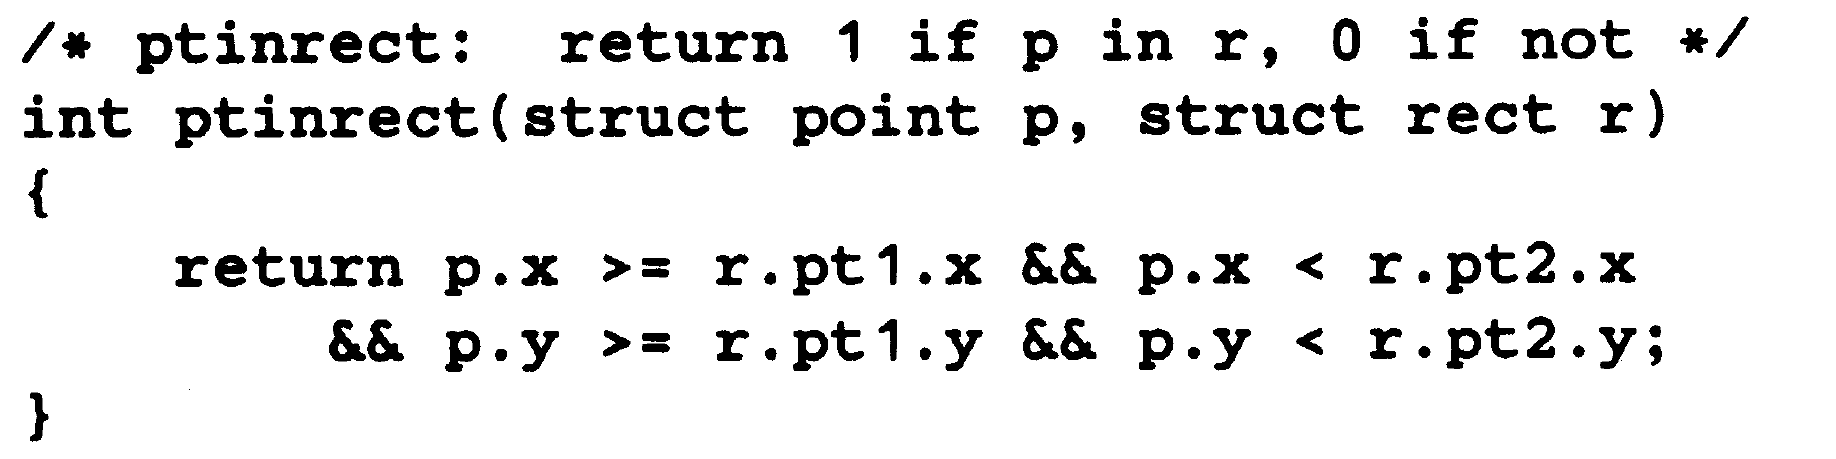 /* ptinrect:  return 1 if p in r, 0 if not */
int ptinrect(struct point p, struct rect r)
{
    return p.x >= r.pt1.x && p.x < r.pt2.x
        && p.y >= r.pt1.y && p.y < r.pt2.y;
}